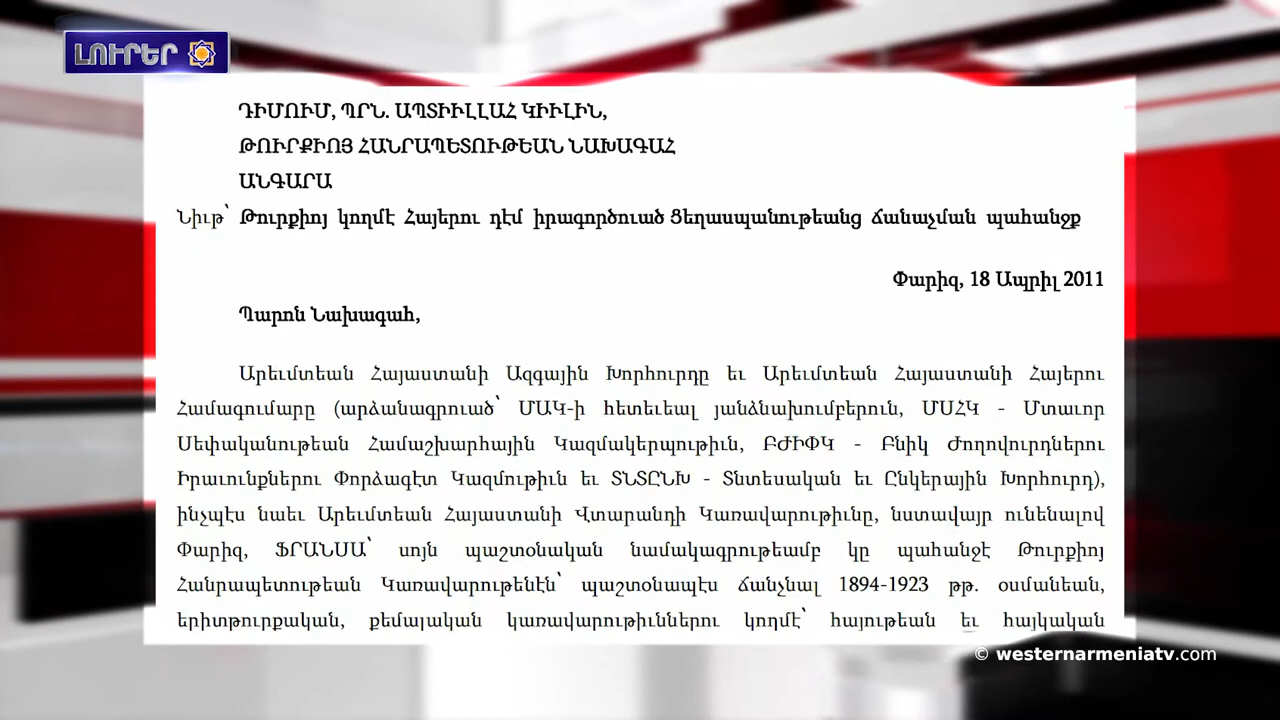 ԼՈՒՐԵՐ
ԴԻՄՈՒՄ, ՊՐՆ. ԱՊՏԻՒԼԼԱՀ ԿԻՒԼԻՆ,
ԹՈՒՐՔԻՈՅ ՀԱՆՐԱՊԵՏՈՒԹԵԱՆ ՆԱԽԱԳԱՀ
ԱՆԳԱՐԱ
Նիւթ՝ Թուրքիոյ կողմէ Հայերու դէմ իրագործուած Ցեղասպանութեանց ճանաչման պահանջք
Փարիզ, 18 Ապրիլ 2011
Պարոն Նախագահ,
Արեւմտեան Հայաստանի Ազգային Խորհուրդը եւ Արեւմտեան Հայաստանի Հայերու
Համագումարը (արձանագրուած՝ ՄԱԿ-ի հետեւեալ յանձնախումբերուն, ՄՍՀԿ - Մտաւոր
Սեփականութեան Համաշխարհային Կազմակերպութիւն, ԲԺԻՓԿ - Բնիկ Ժողովուրդներու
Իրաւունքներու Փորձագէտ Կազմութիւն եւ ՏՆՏԸՆԽ - Տնտեսական եւ Ընկերային Խորհուրդ),
ինչպէս նաեւ Արեւմտեան Հայաստանի Վտարանդի Կառավարութիւնը, նստավայր ունենալով
Փարիզ, ՖՐԱՆՍԱ՝ սոյն պաշտօնական նամակագրութեամբ կը պահանջէ Թուրքիոյ
Հանրապետութեան Կառավարութենէն՝ պաշտօնապէս ճանչնալ 1894-1923 թթ. օսմանեան,
երիտթուրքական, քեմալական կառավարութիւններու կողմէ՝ հայութեան եւ հայկական
© westernarmeniatv.com